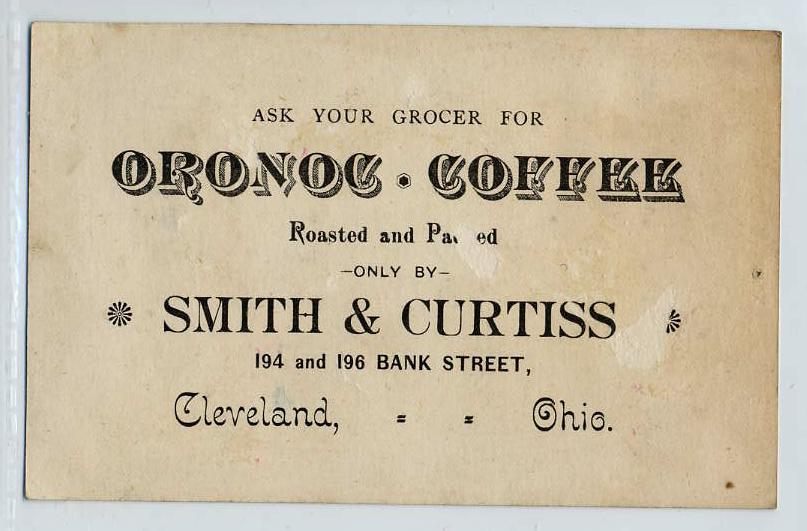 ASK YOUR GROCER FOR
ORONOC · COFFEE
Roasted and
—ONLY BY—
SMITH & CURTISS
194 and 196 BANK STREET,
Cleveland, = = Ohio.